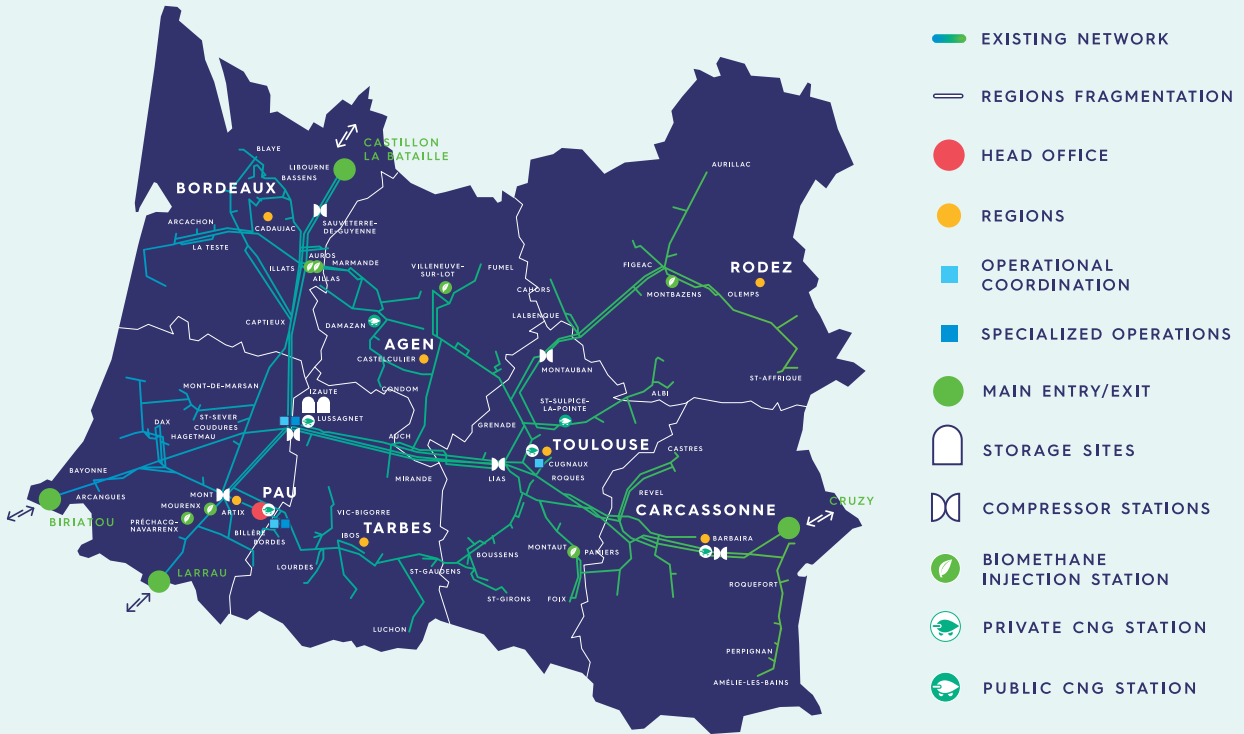 CASTILLON
LA BATAILLE
BLAYE
LIBOURNE
BASSENS
BORDEAUX
ARCACHON
CADAUJAC
SAUVETERRE-
DE-GUYENNE
LA TESTE
ILLATS
AUROS
MARMANDE
AILLAS
VILLENEUVE-
SUR-LOT
FUMEL
CAPTIEUX
DAMAZAN
AGEN
CASTELCULIER
CONDOM
AURILLAC
FIGEAC
RODEZ
MONTBAZENS
OLEMPS
CAHORS
LALBENQUE
MONTAUBAN
ST-AFFRIQUE
ALBI
MONT-DE-MARSAN
IZAUTE
ST-SEVER
COUDURES
LUSSAGNET
DAX
HAGETMAU
ST-SULPICE-
LA-POINTE
GRENADE
AUCH
TOULOUSE
CUGNAUX
ROQUES
CASTRES
BAYONNE
ARCANGUES
BIRIATOU
MIRANDE
LIAS
MONT
PAU
MOURENX
ARTIX
PRÉCHACQ-
NAVARRENX
BILLÈRE
BORDES
VIC-BIGORRE
TARBES
IBOS
LOURDES
LARRAU
REVEL
CARCASSONNE
CRUZY
BARBAIRA
BOUSSENS
MONTAUT
PAMIERS
ST-GAUDENS
ST-GIRONS
FOIX
LUCHON
ROQUEFORT
PERPIGNAN
AMÉLIE-LES-BAINS
EXISTING NETWORK
REGIONS FRAGMENTATION
HEAD OFFICE
REGIONS
OPERATIONAL
COORDINATION
SPECIALIZED OPERATIONS
MAIN ENTRY/EXIT
STORAGE SITES
COMPRESSOR STATIONS
BIOMETHANE
INJECTION STATION
PRIVATE CNG STATION
PUBLIC CNG STATION